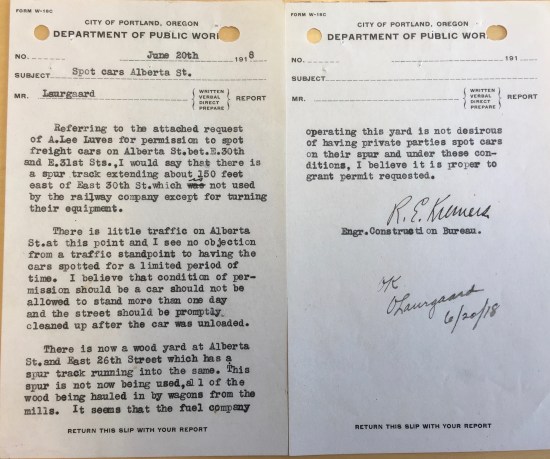 FORM W-16C
CITY OF PORTLAND, OREGON
DEPARTMENT OF PUBLIC WOR
NO. June 20th 1918
SUBJECT Spot cars Alberta St.
MR. Laurgaard { WRITTEN VERBAL DIRECT PREPARE } REPORT
Referring to the attached request
of A.Lee Luves for permission to spot
freight cars on Alberta St.bet.E.30th
and E.31st Sts., I would say that there is
a spur track extending about 150 feet
east of East 30th St.which is not used
by the railway company except for turning
their equipment.
There is little traffic on Alberta
St.at this point and I see no objection
from a traffic standpoint to having the
cars spotted for a limited period of
time. I believe that condition of per-
mission should be a car should not be
allowed to stand more than one day
and the street should be promptly
cleaned up after the car was unloaded.
There is now a wood yard at Alberta
St.and East 26th Street which has a
spur track running into the same. This
spur is not now being used,all of the
wood being hauled in by wagons from the
mills. It seems that the fuel company
RETURN THIS SLIP WITH YOUR REPORT
FORM W-16C
CITY OF PORTLAND, OREGON
DEPARTMENT OF PUBLIC WOR
NO. 191
SUBJECT
MR. { WRITTEN VERBAL DIRECT PREPARE } REPORT
operating this yard is not desirous
of having private parties spot cars
on their spur and under these con-
ditions, I believe it is proper to
grant permit requested.
R. E. Kremers
Engr.Construction Bureau.
OK
O Laurgaard
6/20/18
RETURN THIS SLIP WITH YOUR REPORT